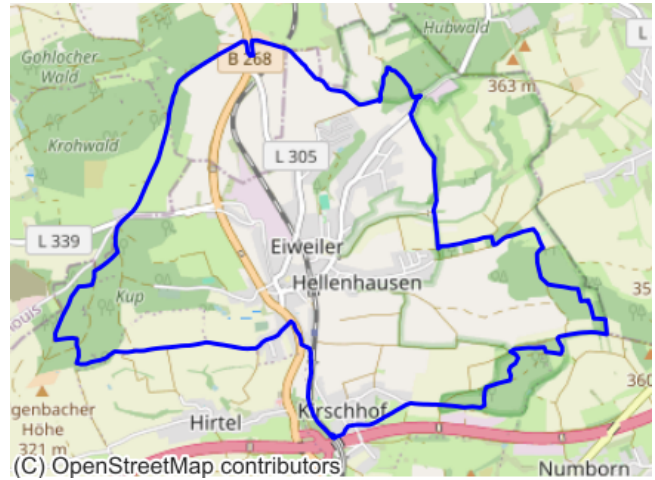 Hubwald
Gohlocher
Wald
B 268
363 m
L
Krohwald
L 305
L 339
Eiweiler
Hellenhausen
Kup
ouis
35
genbacher
Höhe
321 m
Hirtel
Kirschhof
360
Numborn
(C) OpenStreetMap contributors